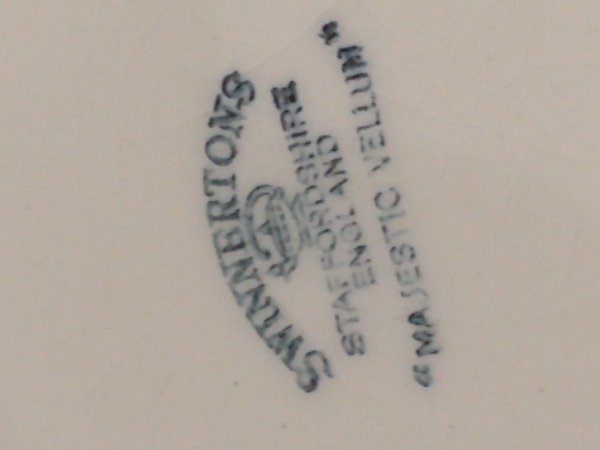 SWINNERTONS
STAFFORDSHIRE
ENGLAND
"MAJESTIC VELLUM"